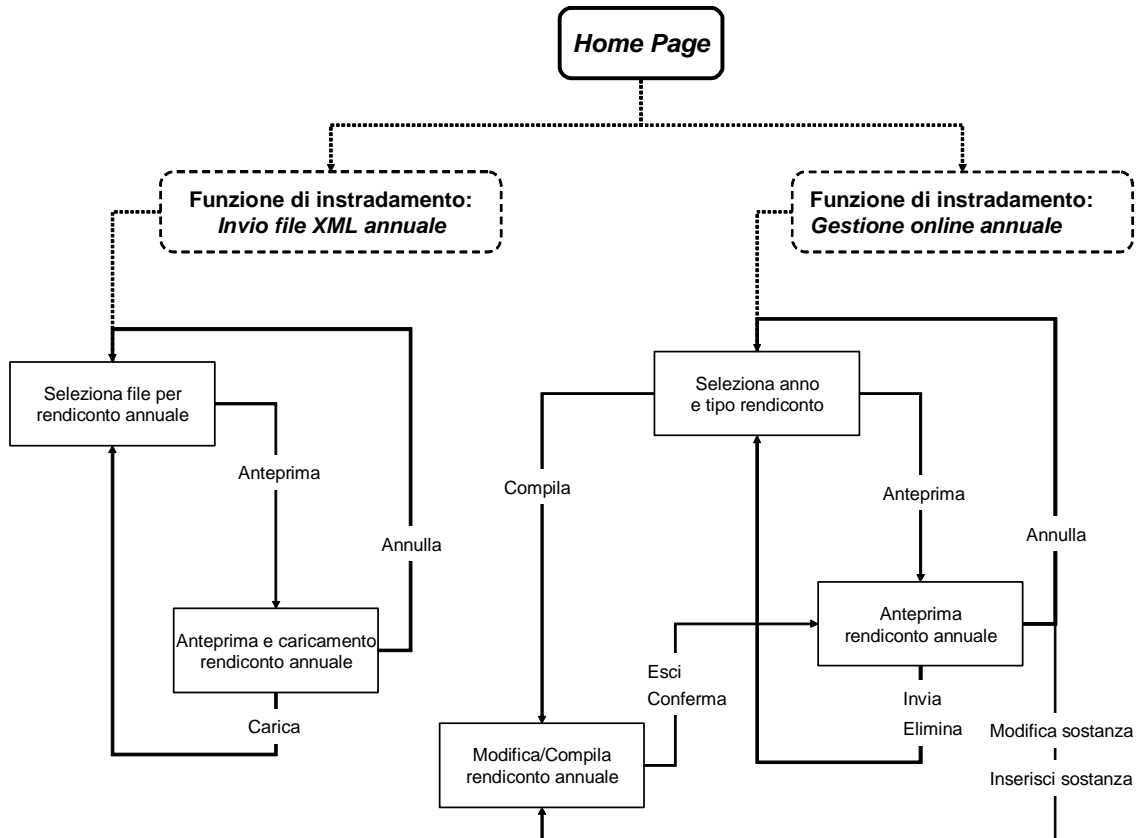 Home Page
Funzione di instradamento:
Invio file XML annuale
Funzione di instradamento:
Gestione online annuale
Seleziona file per
rendiconto annuale
Anteprima
Annulla
Anteprima e caricamento
rendiconto annuale
Carica
Seleziona anno
e tipo rendiconto
Compila
Anteprima
Annulla
Anteprima
rendiconto annuale
Esci
Conferma
Invia
Elimina
Modifica sostanza
Inserisci sostanza
Modifica/Compila
rendiconto annuale